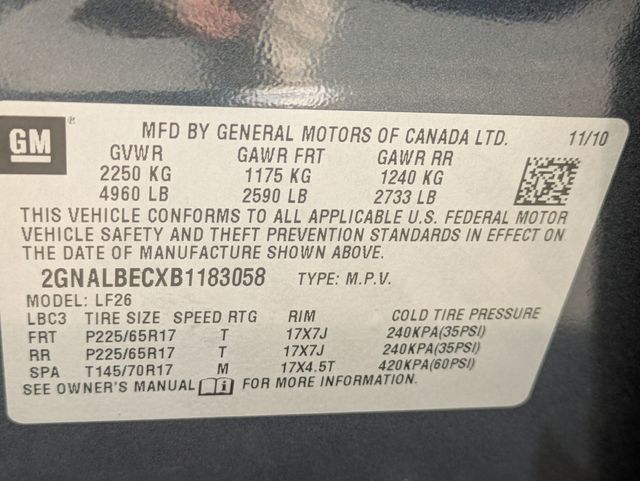 GM ®
MFD BY GENERAL MOTORS OF CANADA LTD. 11/10
GVWR GAWR FRT GAWR RR
2250 KG 1175 KG 1240 KG
4960 LB 2590 LB 2733 LB
THIS VEHICLE CONFORMS TO ALL APPLICABLE U.S. FEDERAL MOTOR
VEHICLE SAFETY AND THEFT PREVENTION STANDARDS IN EFFECT ON
THE DATE OF MANUFACTURE SHOWN ABOVE.
2GNALBECXB1183058 TYPE: M.P.V.
MODEL: LF26
LBC3 TIRE SIZE SPEED RTG RIM COLD TIRE PRESSURE
FRT P225/65R17 T 17X7J 240KPA(35PSI)
RR P225/65R17 T 17X7J 240KPA(35PSI)
SPA T145/70R17 M 17X4.5T 420KPA(60PSI)
SEE OWNER'S MANUAL i FOR MORE INFORMATION.